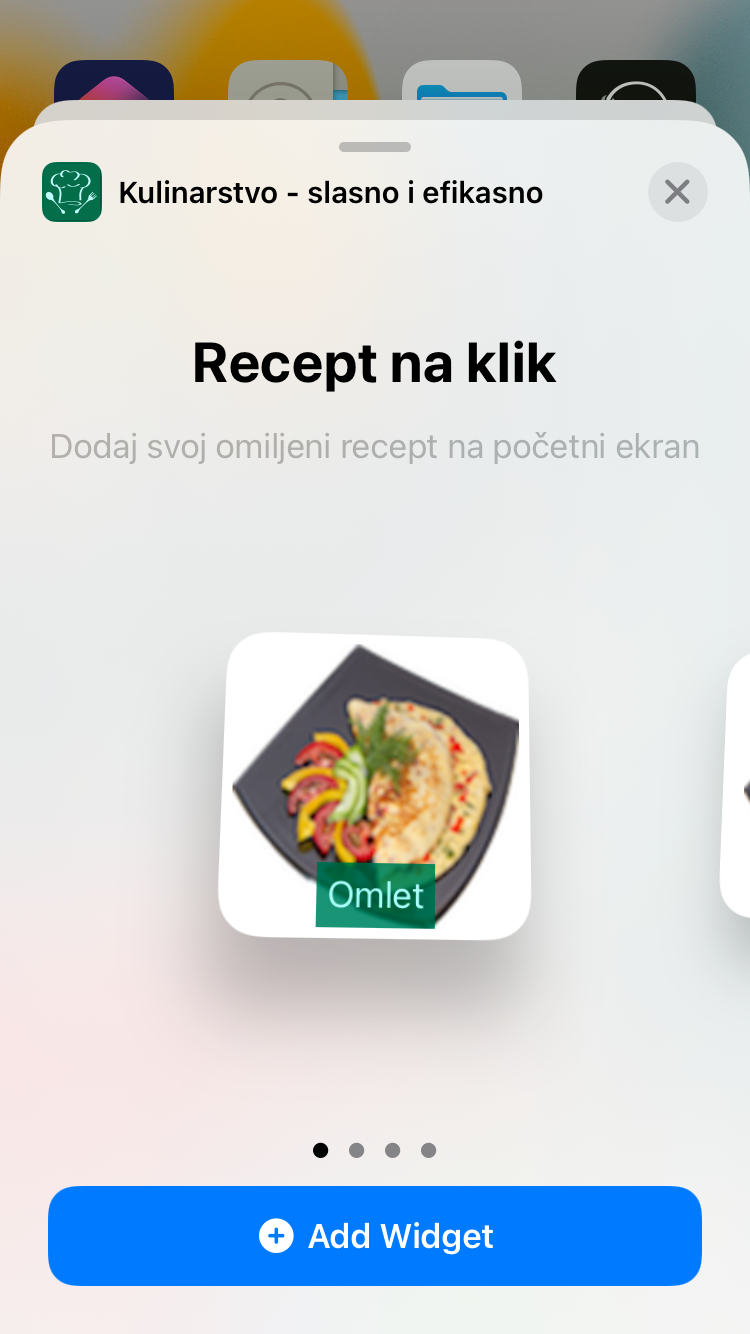 Kulinarstvo - slasno i efikasno
Recept na klik
Dodaj svoj omiljeni recept na početni ekran
Omlet
Add Widget